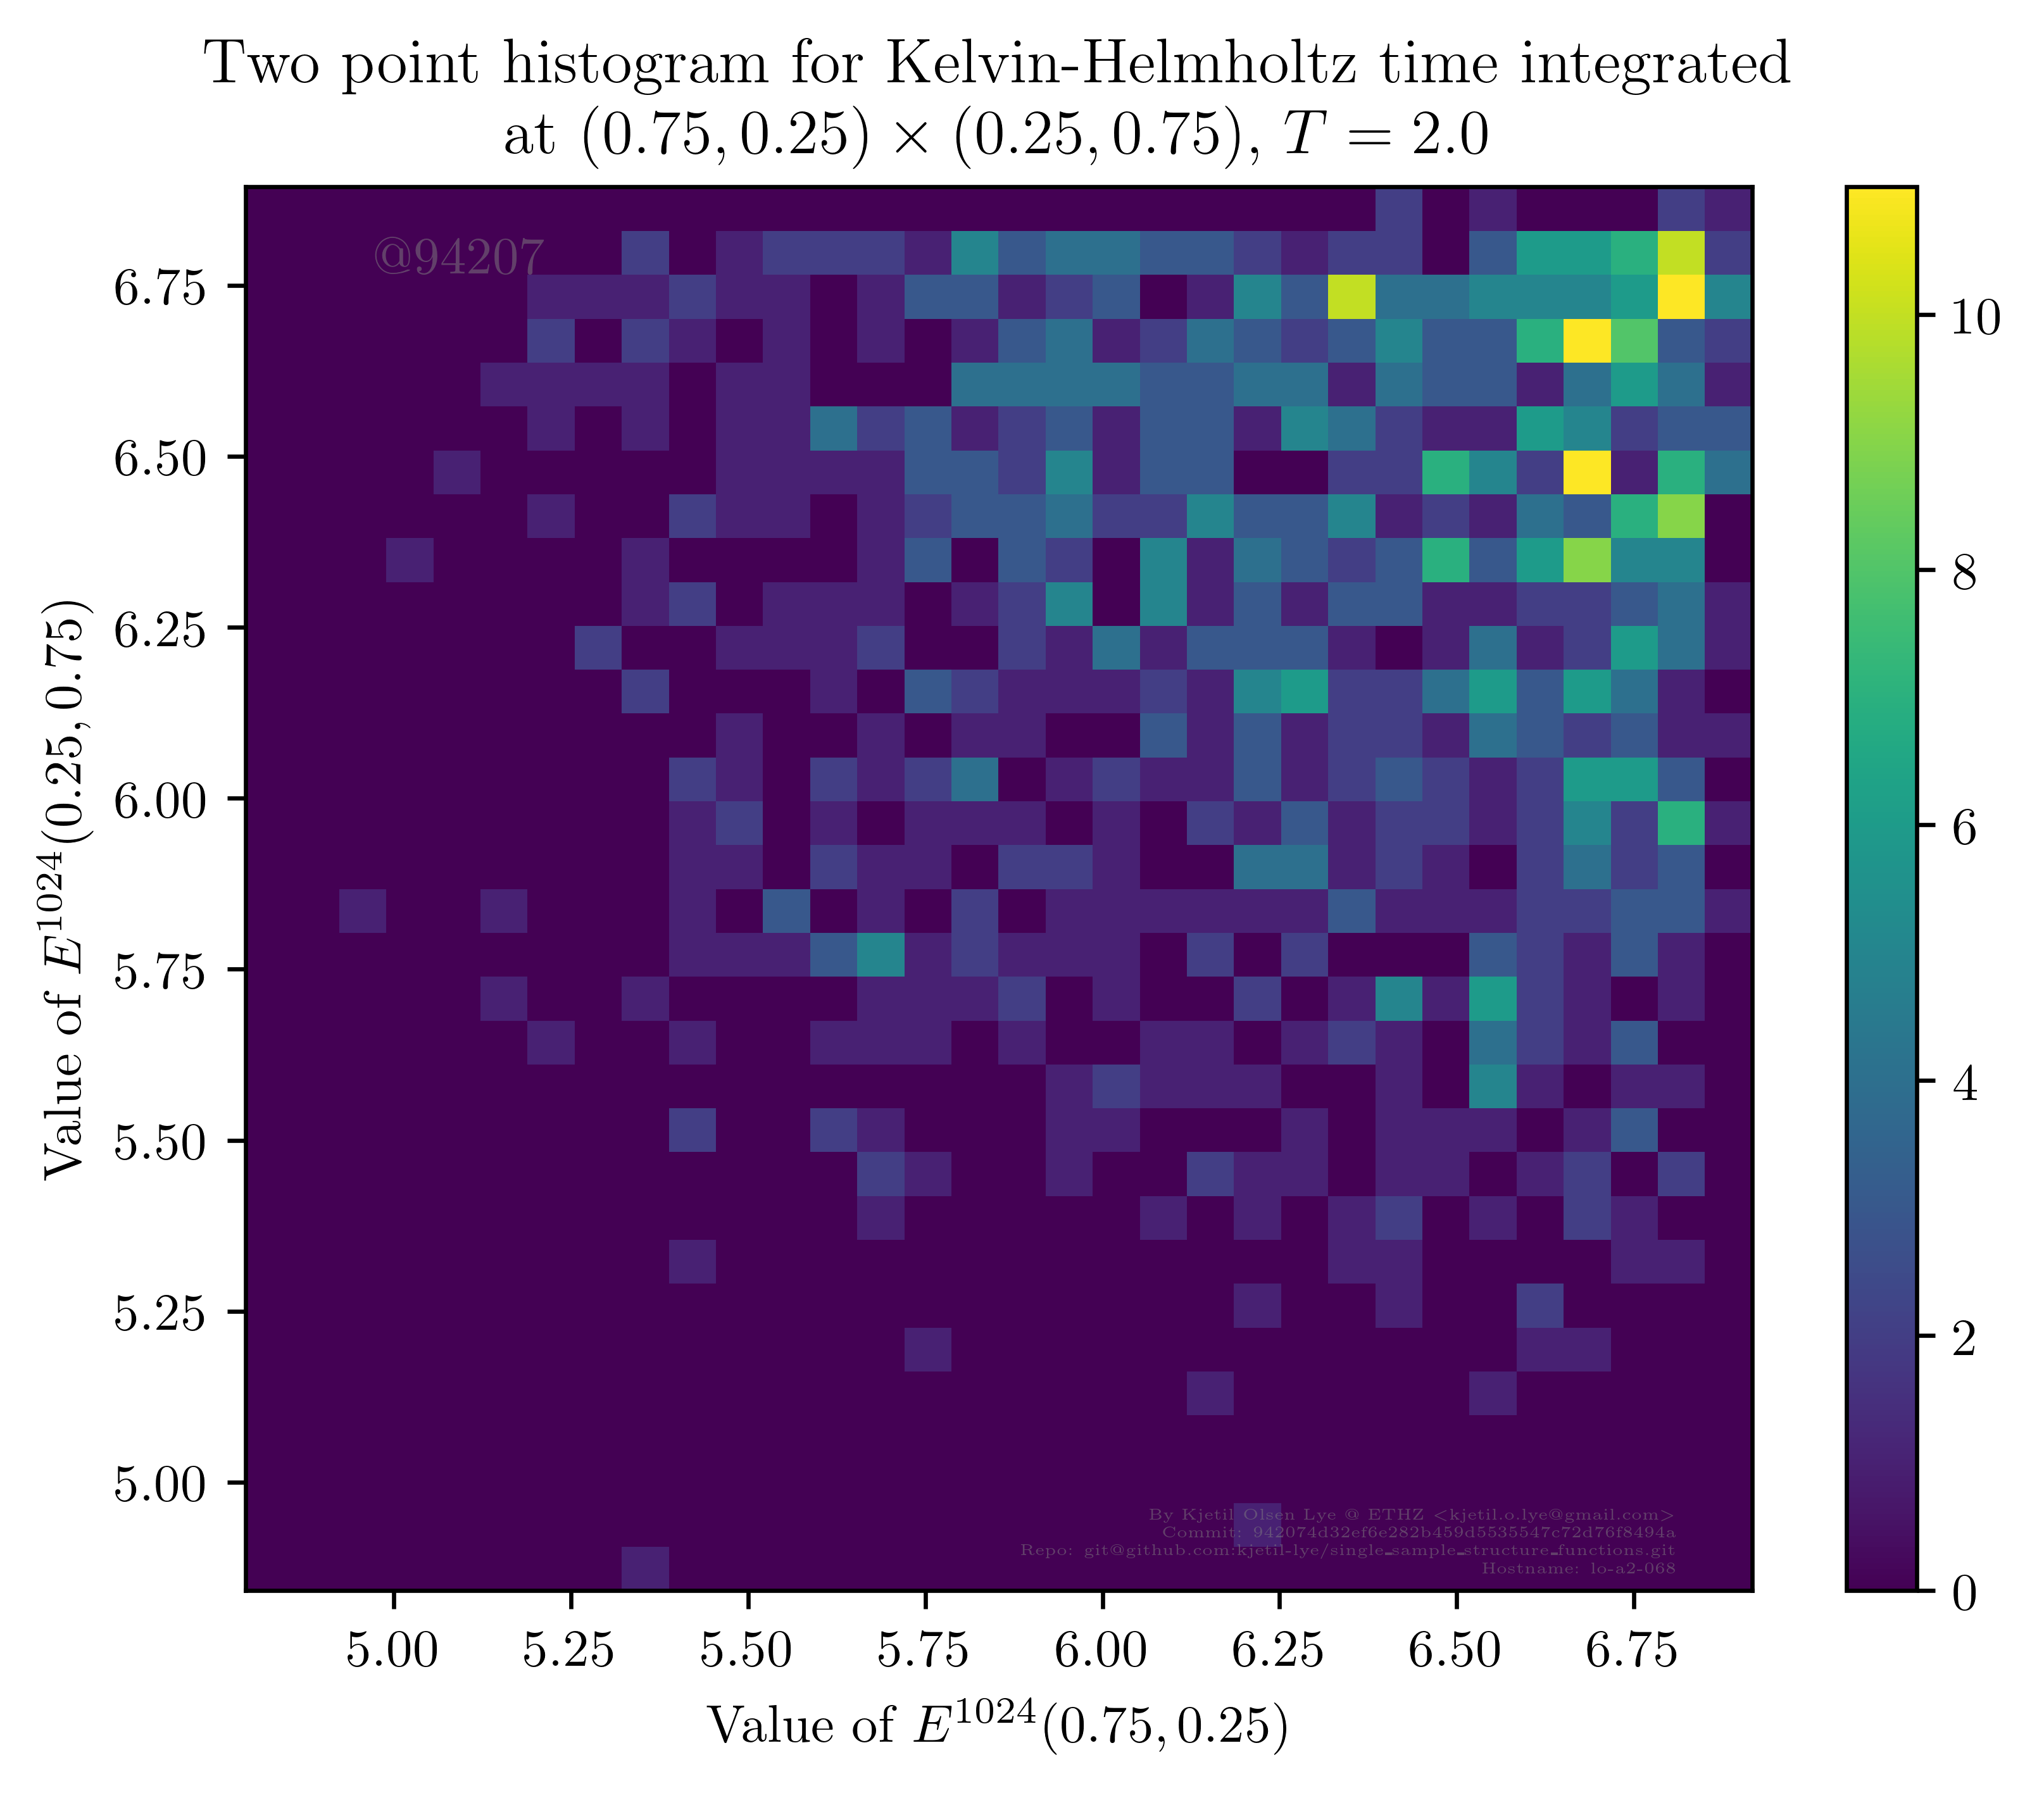 Two point histogram for Kelvin-Helmholtz time integrated
at (0.75, 0.25) × (0.25, 0.75), T = 2.0
@94207
6.75
6.50
6.25
6.00
5.75
5.50
5.25
5.00
Value of E^1024(0.25, 0.75)
10
8
6
4
2
0
By Kjetil Olsen Lye @ ETHZ <kjetil.o.lye@gmail.com>
Commit: 942074d32ef6e282b459d5535547c72d76f8494a
Repo: git@github.com:kjetil-lye/single_sample_structure_functions.git
Hostname: lo-a2-068
5.00 5.25 5.50 5.75 6.00 6.25 6.50 6.75
Value of E^1024(0.75, 0.25)